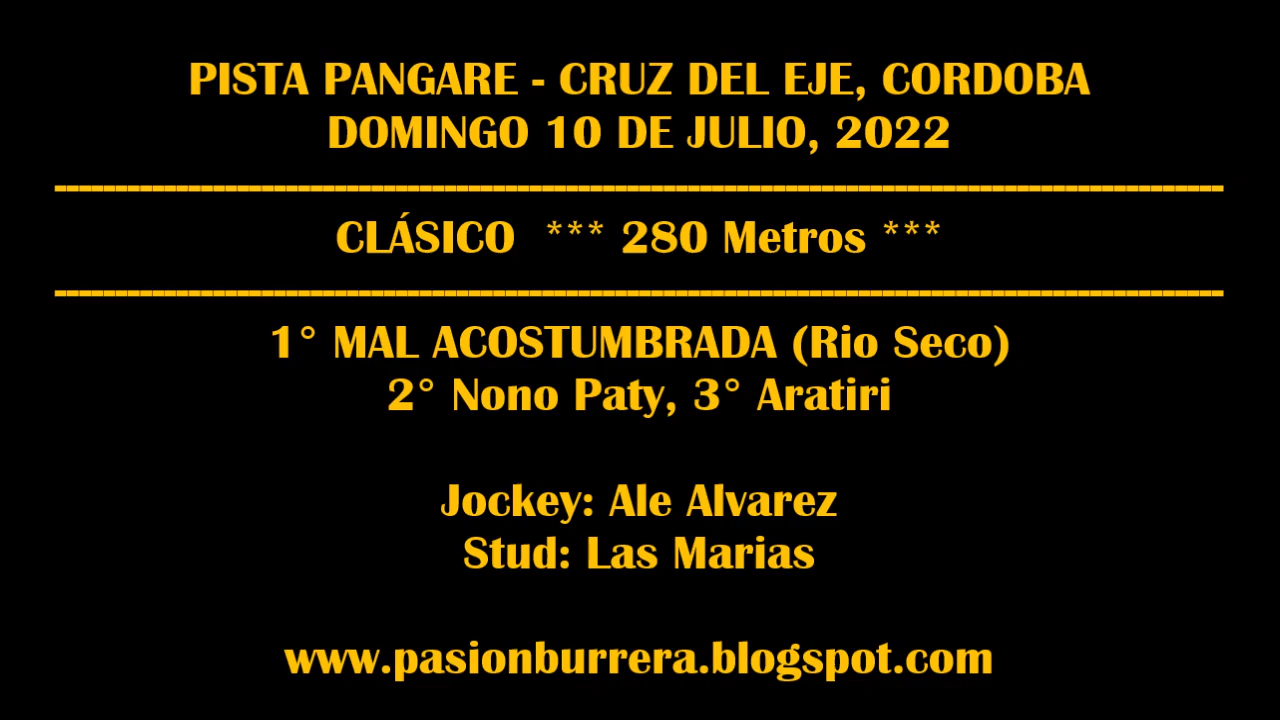 PISTA PANGARE - CRUZ DEL EJE, CORDOBA
DOMINGO 10 DE JULIO, 2022
CLÁSICO *** 280 Metros ***
1° MAL ACOSTUMBRADA (Rio Seco)
2° Nono Paty, 3° Aratiri
Jockey: Ale Alvarez
Stud: Las Marias
www.pasionburrera.blogspot.com